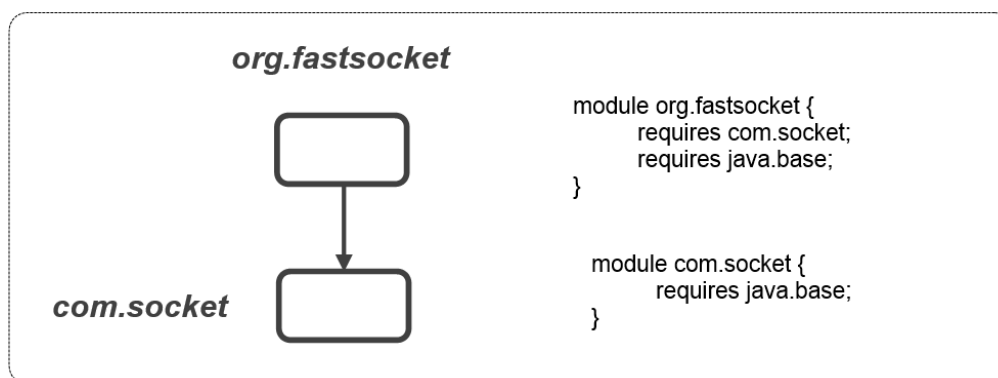 org.fastsocket
module org.fastsocket {
requires com.socket;
requires java.base;
}
com.socket
module com.socket {
requires java.base;
}